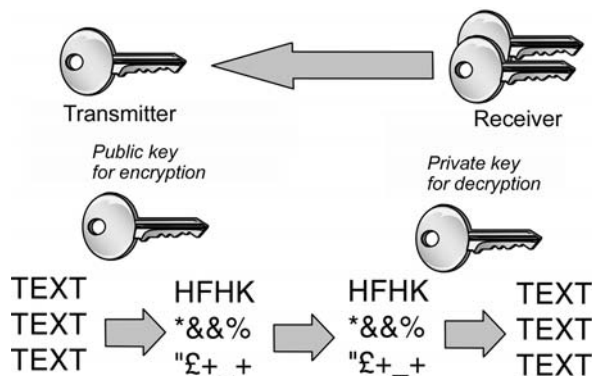 Transmitter
Receiver
Public key
for encryption
Private key
for decryption
TEXT
TEXT
TEXT
HFHK
*&&%
"£+_+
HFHK
*&&%
"£+_+
TEXT
TEXT
TEXT